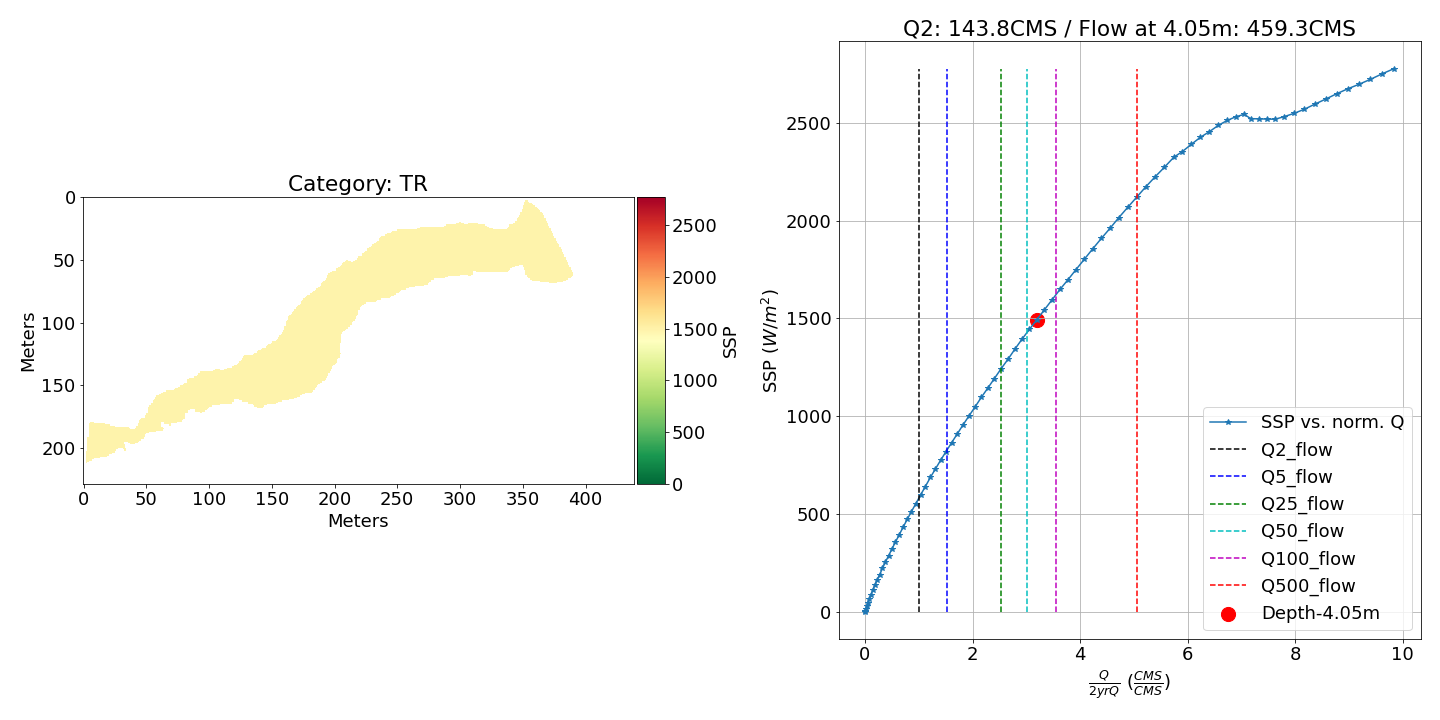 Category: TR
0
50
100
150
200
Meters
0 50 100 150 200 250 300 350 400
Meters
2500
2000
1500
1000
500
0
SSP
Q2: 143.8CMS / Flow at 4.05m: 459.3CMS
2500
2000
1500
1000
500
0
SSP (W/m²)
SSP vs. norm. Q
Q2_flow
Q5_flow
Q25_flow
Q50_flow
Q100_flow
Q500_flow
Depth-4.05m
0 2 4 6 8 10
Q/2yrQ (CMS/CMS)